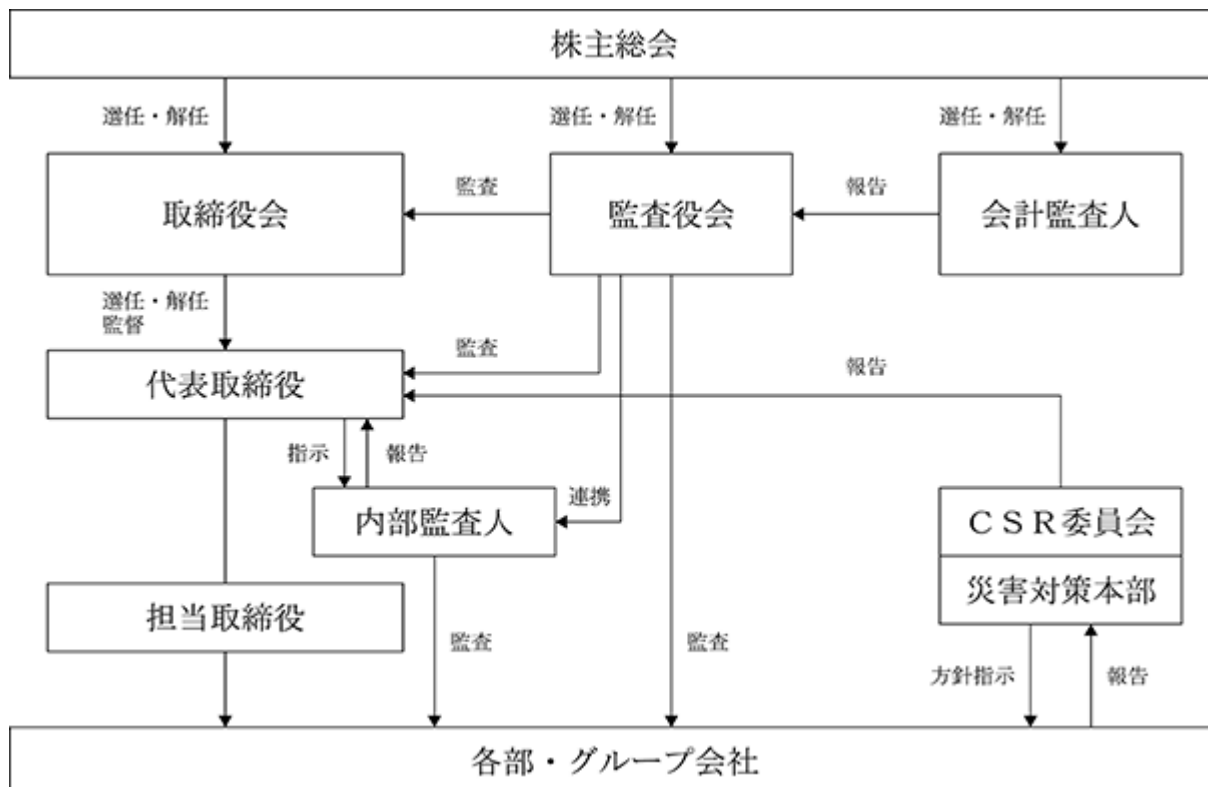 株主総会
選任・解任
選任・解任
選任・解任
取締役会
監査
監査役会
報告
会計監査人
選任・解任
監督
監査
報告
代表取締役
指示
報告
連携
内部監査人
ＣＳＲ委員会
災害対策本部
担当取締役
監査
監査
方針指示
報告
各部・グループ会社